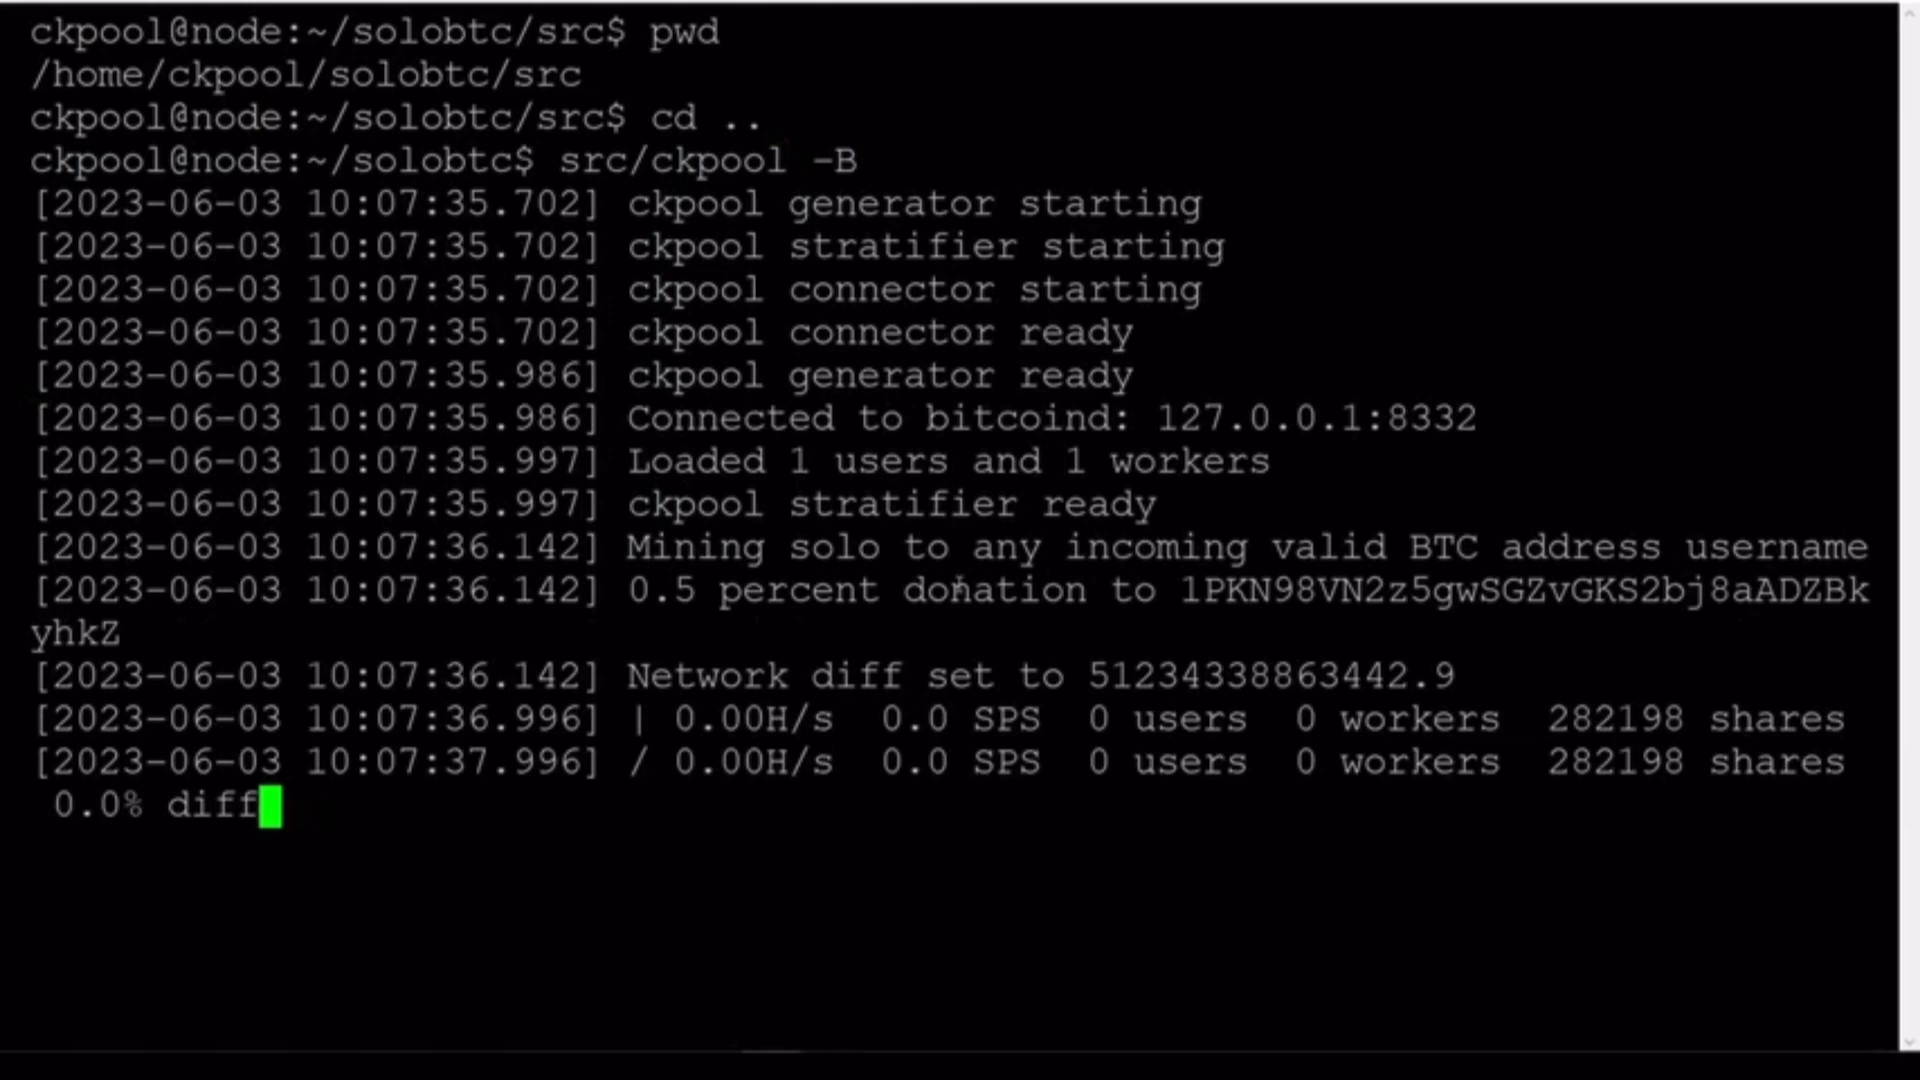 ckpool@node:~/solobtc/src$ pwd
/home/ckpool/solobtc/src
ckpool@node:~/solobtc/src$ cd ..
ckpool@node:~/solobtc$ src/ckpool -B
[2023-06-03 10:07:35.702] ckpool generator starting
[2023-06-03 10:07:35.702] ckpool stratifier starting
[2023-06-03 10:07:35.702] ckpool connector starting
[2023-06-03 10:07:35.702] ckpool connector ready
[2023-06-03 10:07:35.986] ckpool generator ready
[2023-06-03 10:07:35.986] Connected to bitcoind: 127.0.0.1:8332
[2023-06-03 10:07:35.997] Loaded 1 users and 1 workers
[2023-06-03 10:07:35.997] ckpool stratifier ready
[2023-06-03 10:07:36.142] Mining solo to any incoming valid BTC address username
[2023-06-03 10:07:36.142] 0.5 percent donation to 1PKN98VN2z5gwSGZvGKS2bj8aADZBk
yhkZ
[2023-06-03 10:07:36.142] Network diff set to 51234338863442.9
[2023-06-03 10:07:36.996] | 0.00H/s  0.0 SPS  0 users  0 workers  282198 shares
[2023-06-03 10:07:37.996] / 0.00H/s  0.0 SPS  0 users  0 workers  282198 shares
 0.0% diff